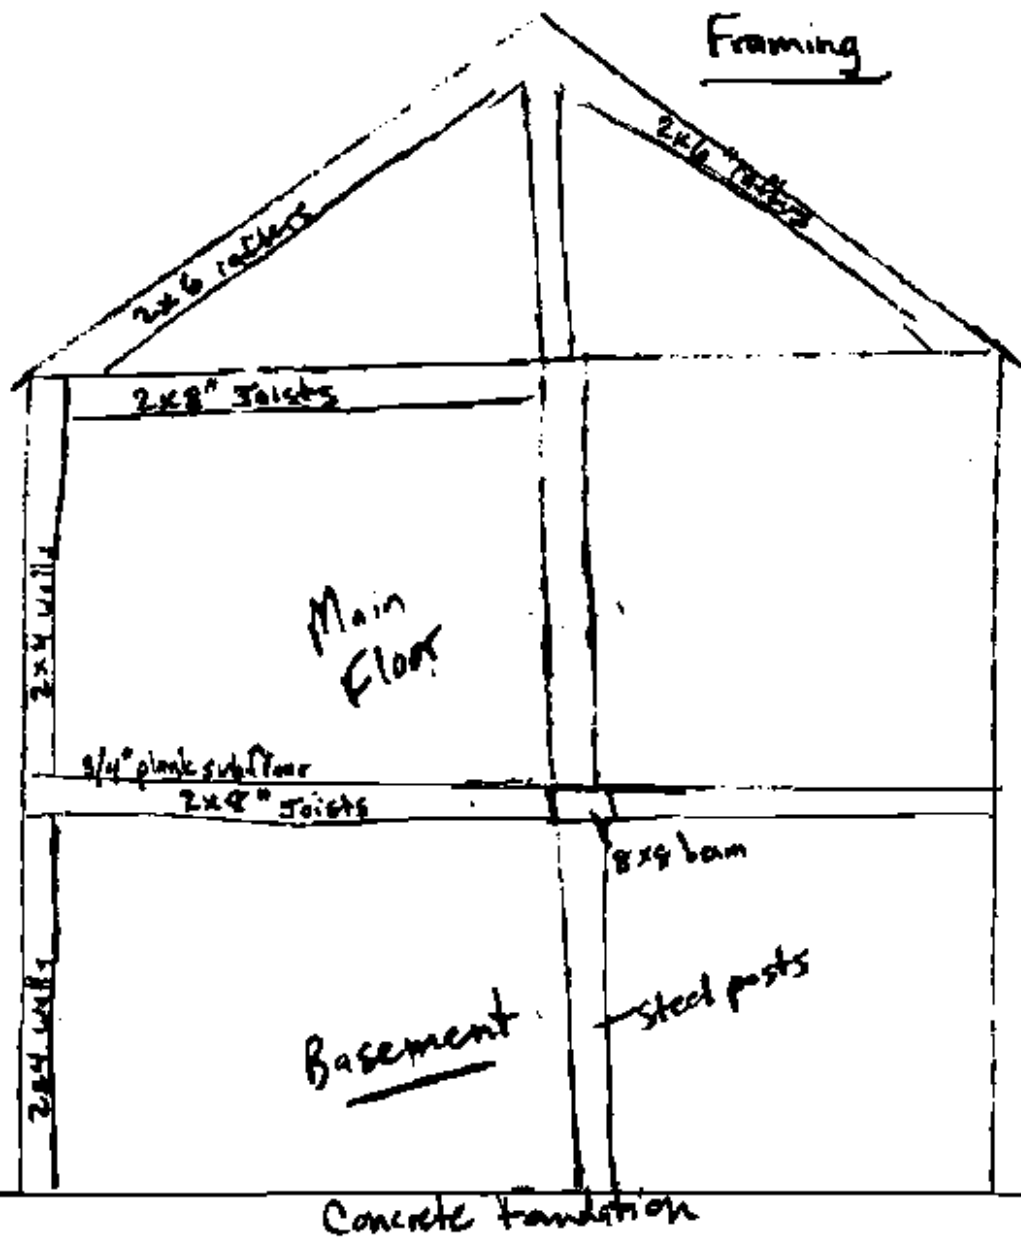 Framing
2x6 rafters
2x6" rafters
2x8" Joists
2x4 walls
Main
Floor
3/4" plank subfloor
2x8" Joists
8x8 beam
2x4 walls
steel posts
Basement
Concrete foundation